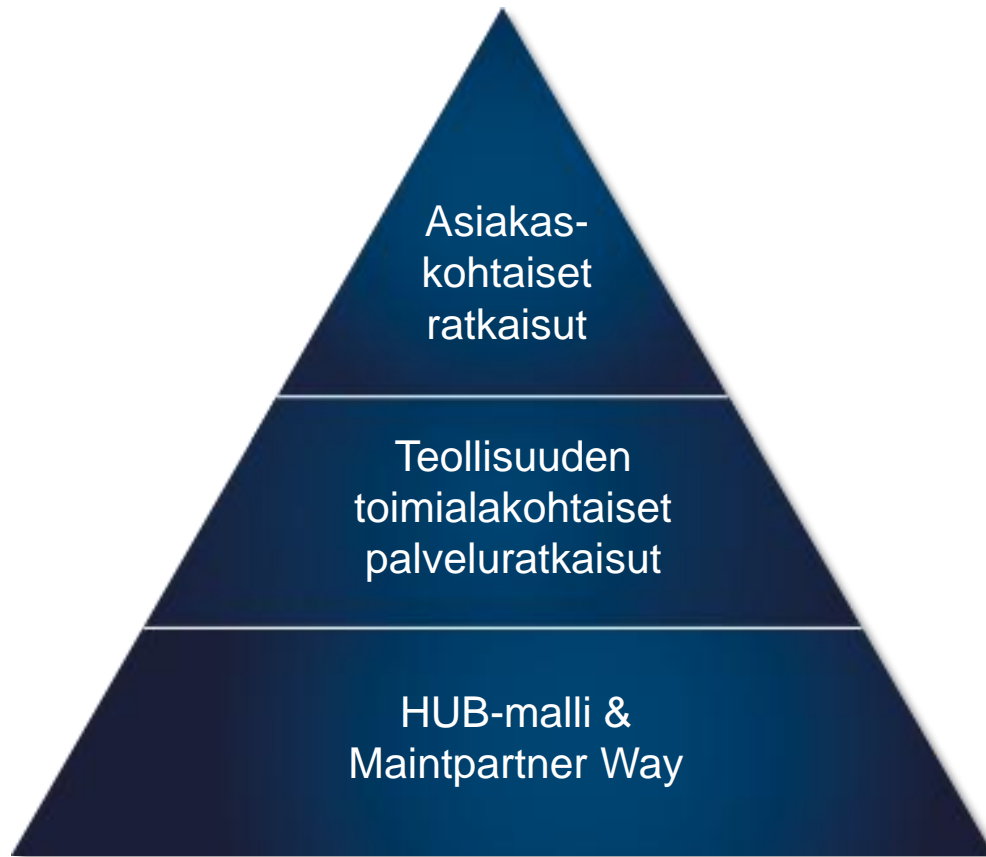 Asiakas-
kohtaiset
ratkaisut
Teollisuuden
toimialakohtaiset
palveluratkaisut
HUB-malli &
Maintpartner Way